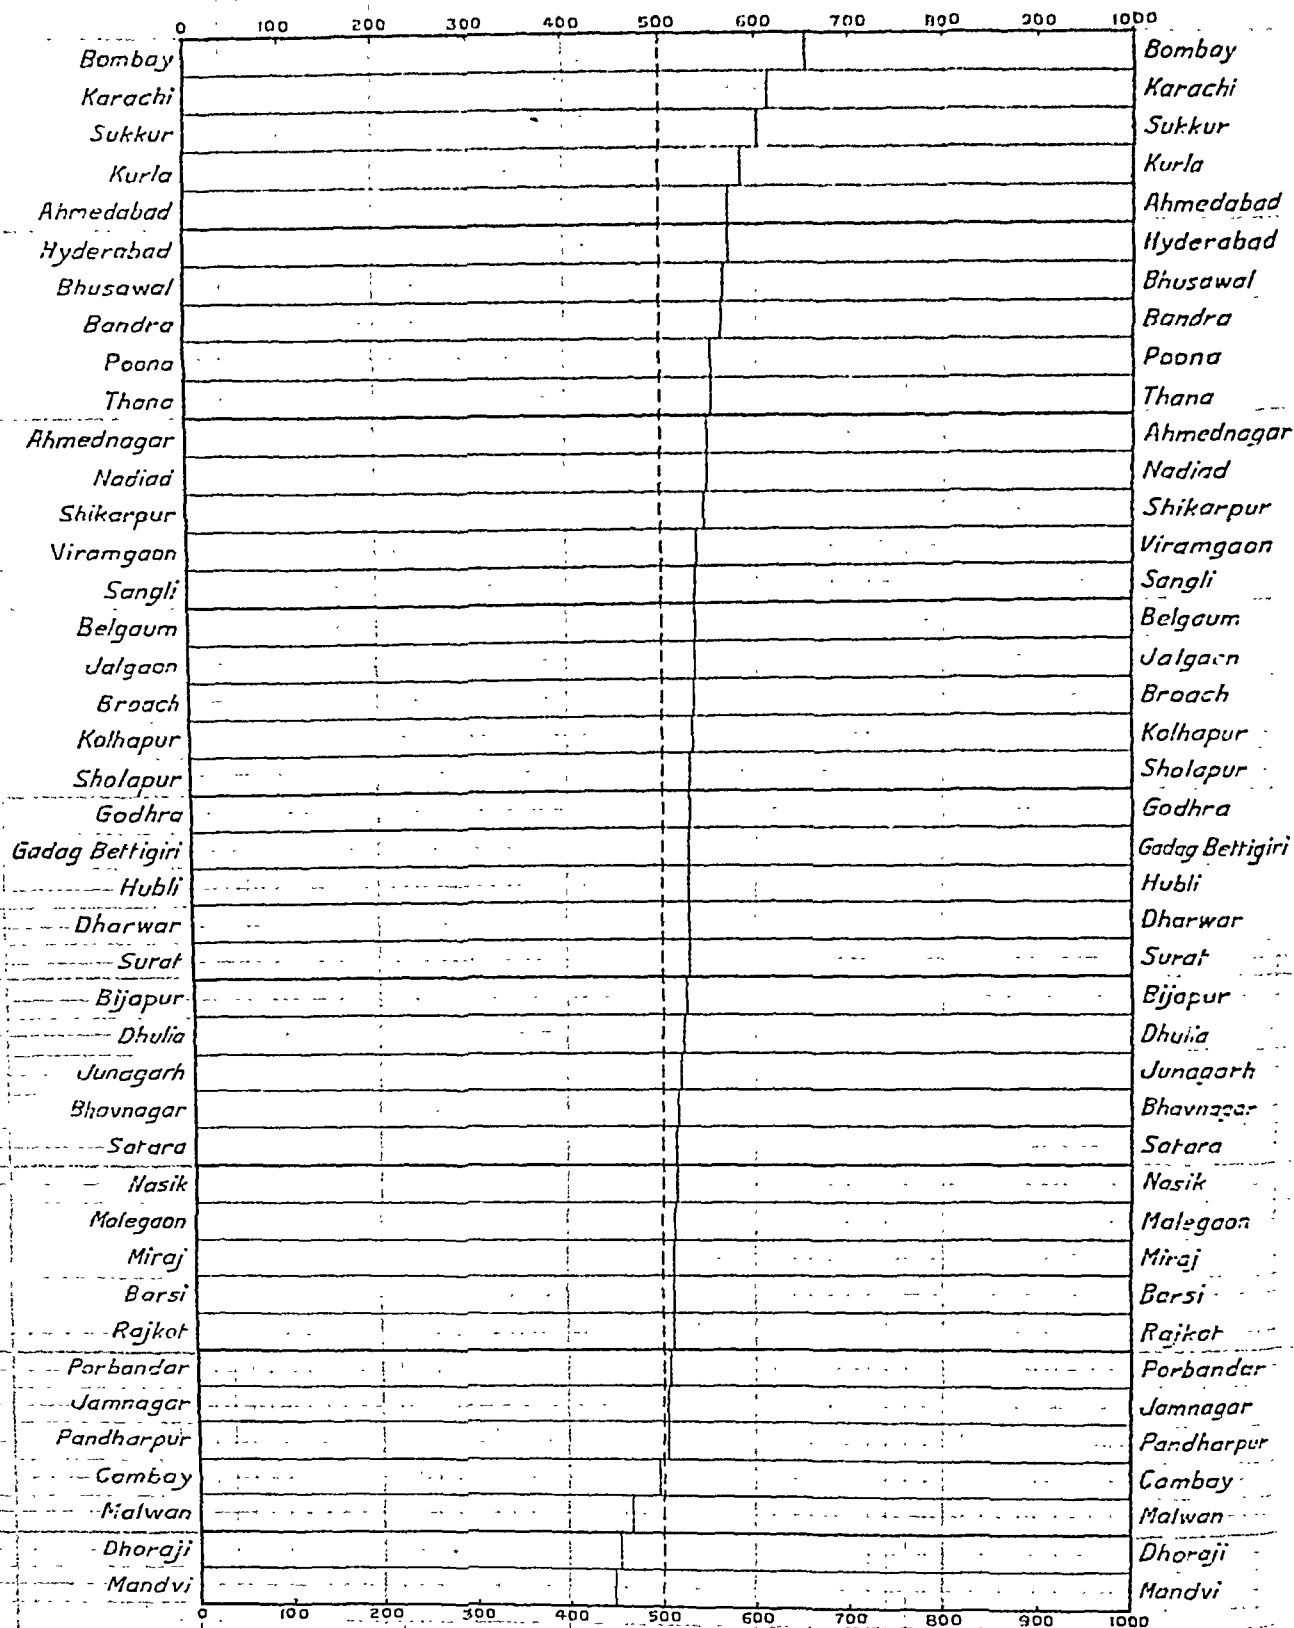 0 100 200 300 400 500 600 700 800 900 1000
Bombay Bombay
Karachi Karachi
Sukkur Sukkur
Kurla Kurla
Ahmedabad Ahmedabad
Hyderabad Hyderabad
Bhusawal Bhusawal
Bandra Bandra
Poona Poona
Thana Thana
Ahmednagar Ahmednagar
Nadiad Nadiad
Shikarpur Shikarpur
Viramgaon Viramgaon
Sangli Sangli
Belgaum Belgaum
Jalgaon Jalgaon
Broach Broach
Kolhapur Kolhapur
Sholapur Sholapur
Godhra Godhra
Gadag Bettigiri Gadag Bettigiri
Hubli Hubli
Dharwar Dharwar
Surat Surat
Bijapur Bijapur
Dhulia Dhulia
Junagarh Junagarh
Bhavnagar Bhavnagar
Satara Satara
Nasik Nasik
Malegaon Malegaon
Miraj Miraj
Barsi Barsi
Rajkot Rajkot
Porbandar Porbandar
Jamnagar Jamnagar
Pandharpur Pandharpur
Cambay Cambay
Malwan Malwan
Dhoraji Dhoraji
Mandvi Mandvi
0 100 200 300 400 500 600 700 800 900 1000